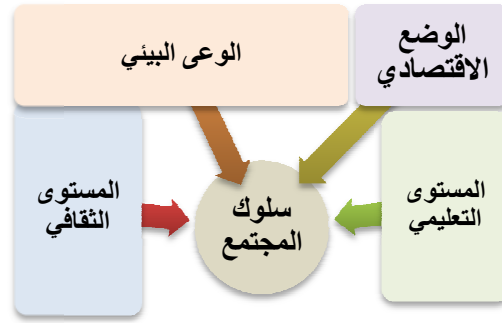 الوضع
الاقتصادي
الوعى البيئي
المستوى
التعليمي
سلوك
المجتمع
المستوى
الثقافي